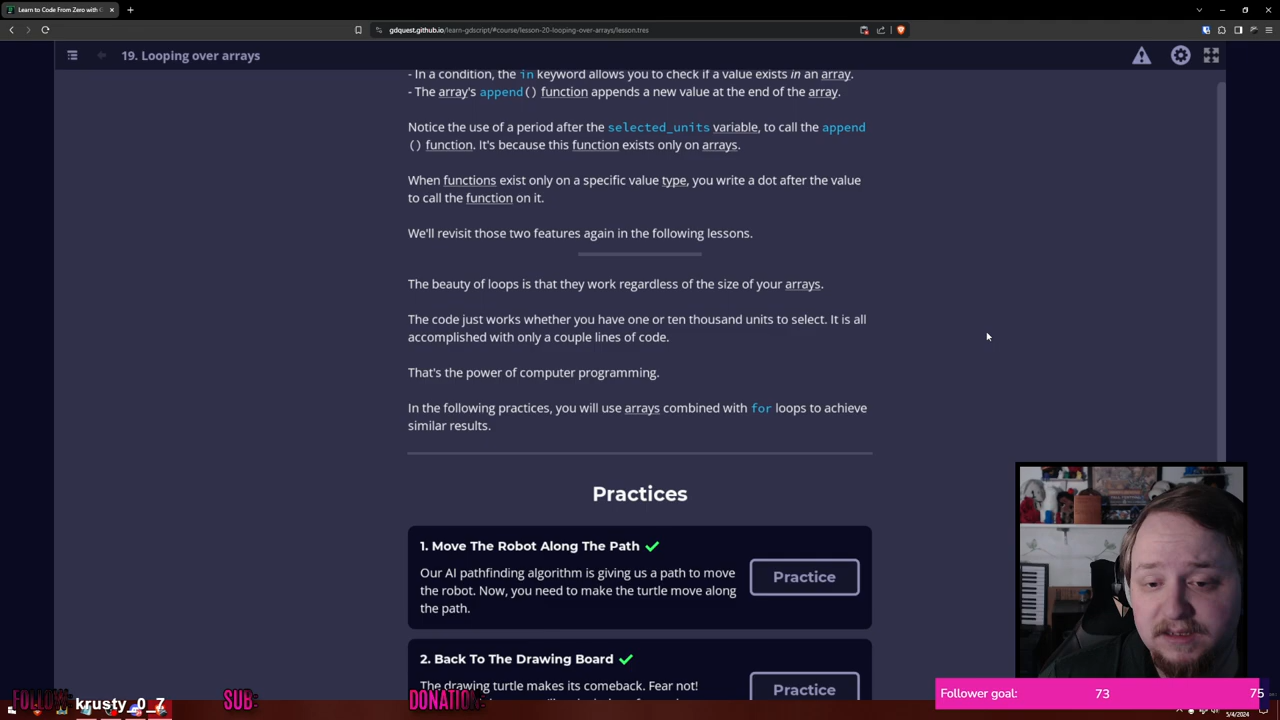 Learn to Code From Zero with
gdquest.github.io/learn-gdscript/#course/lesson-20-looping-over-arrays/lesson.tres
19. Looping over arrays
- In a condition, the in keyword allows you to check if a value exists in an array.
- The array's append() function appends a new value at the end of the array.
Notice the use of a period after the selected_units variable, to call the append
() function. It's because this function exists only on arrays.
When functions exist only on a specific value type, you write a dot after the value
to call the function on it.
We'll revisit those two features again in the following lessons.
The beauty of loops is that they work regardless of the size of your arrays.
The code just works whether you have one or ten thousand units to select. It is all
accomplished with only a couple lines of code.
That's the power of computer programming.
In the following practices, you will use arrays combined with for loops to achieve
similar results.
Practices
1. Move The Robot Along The Path
Our AI pathfinding algorithm is giving us a path to move
the robot. Now, you need to make the turtle move along
the path.
Practice
2. Back To The Drawing Board
The drawing turtle makes its comeback. Fear not!
Practice
FOLLOW: krusty_0_7 SUB: DONATION:
Follower goal: 73 75
5/4/2024